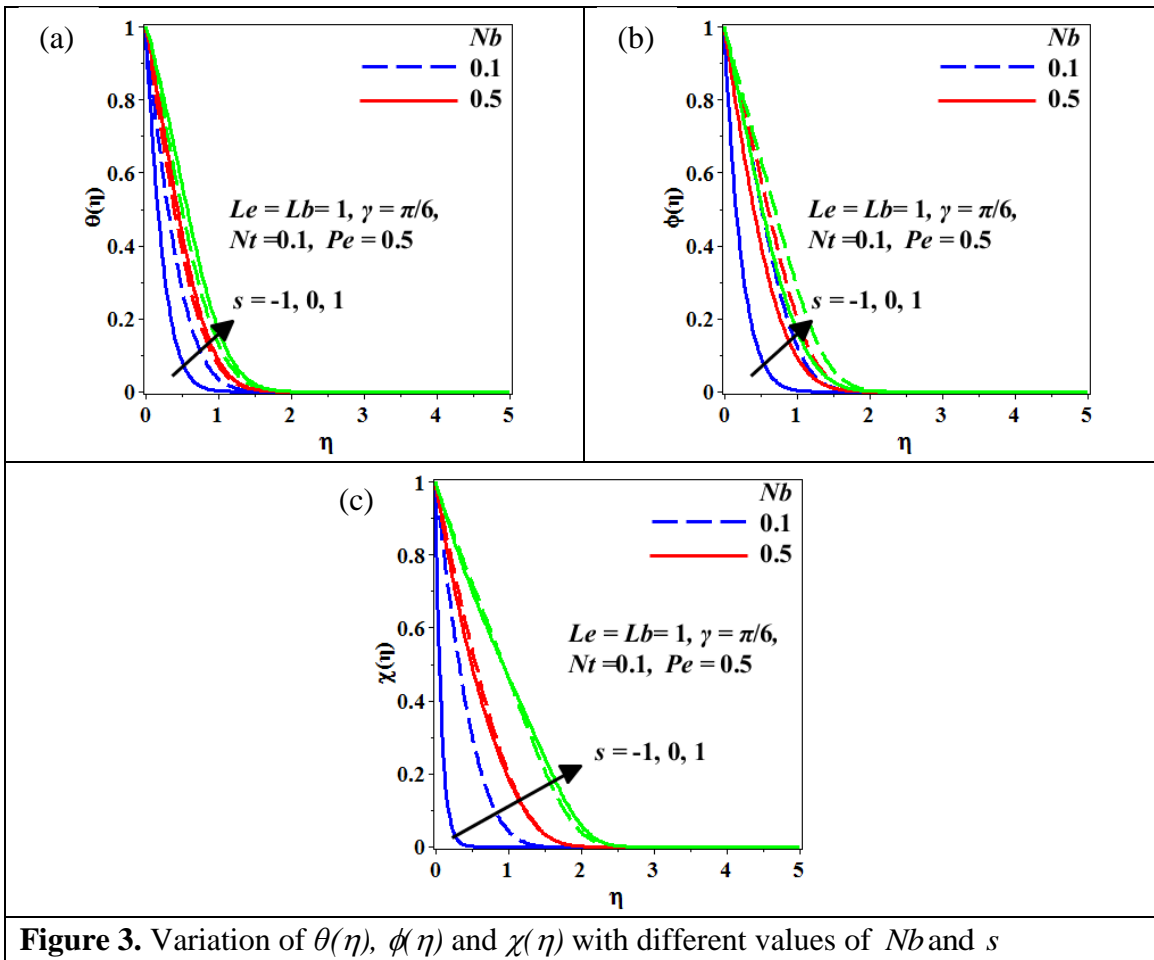 (a)
Nb
0.1
0.5
1
0.8
0.6
0.4
0.2
0
θ(η)
Le = Lb= 1, γ = π/6,
Nt =0.1, Pe = 0.5
s = -1, 0, 1
0 1 2 3 4 5
η
(b)
Nb
0.1
0.5
1
0.8
0.6
0.4
0.2
0
ϕ(η)
Le = Lb= 1, γ = π/6,
Nt =0.1, Pe = 0.5
s = -1, 0, 1
0 1 2 3 4 5
η
(c)
Nb
0.1
0.5
1
0.8
0.6
0.4
0.2
0
χ(η)
Le = Lb= 1, γ = π/6,
Nt =0.1, Pe = 0.5
s = -1, 0, 1
0 1 2 3 4 5
η
Figure 3. Variation of θ(η), ϕ(η) and χ(η) with different values of Nb and s